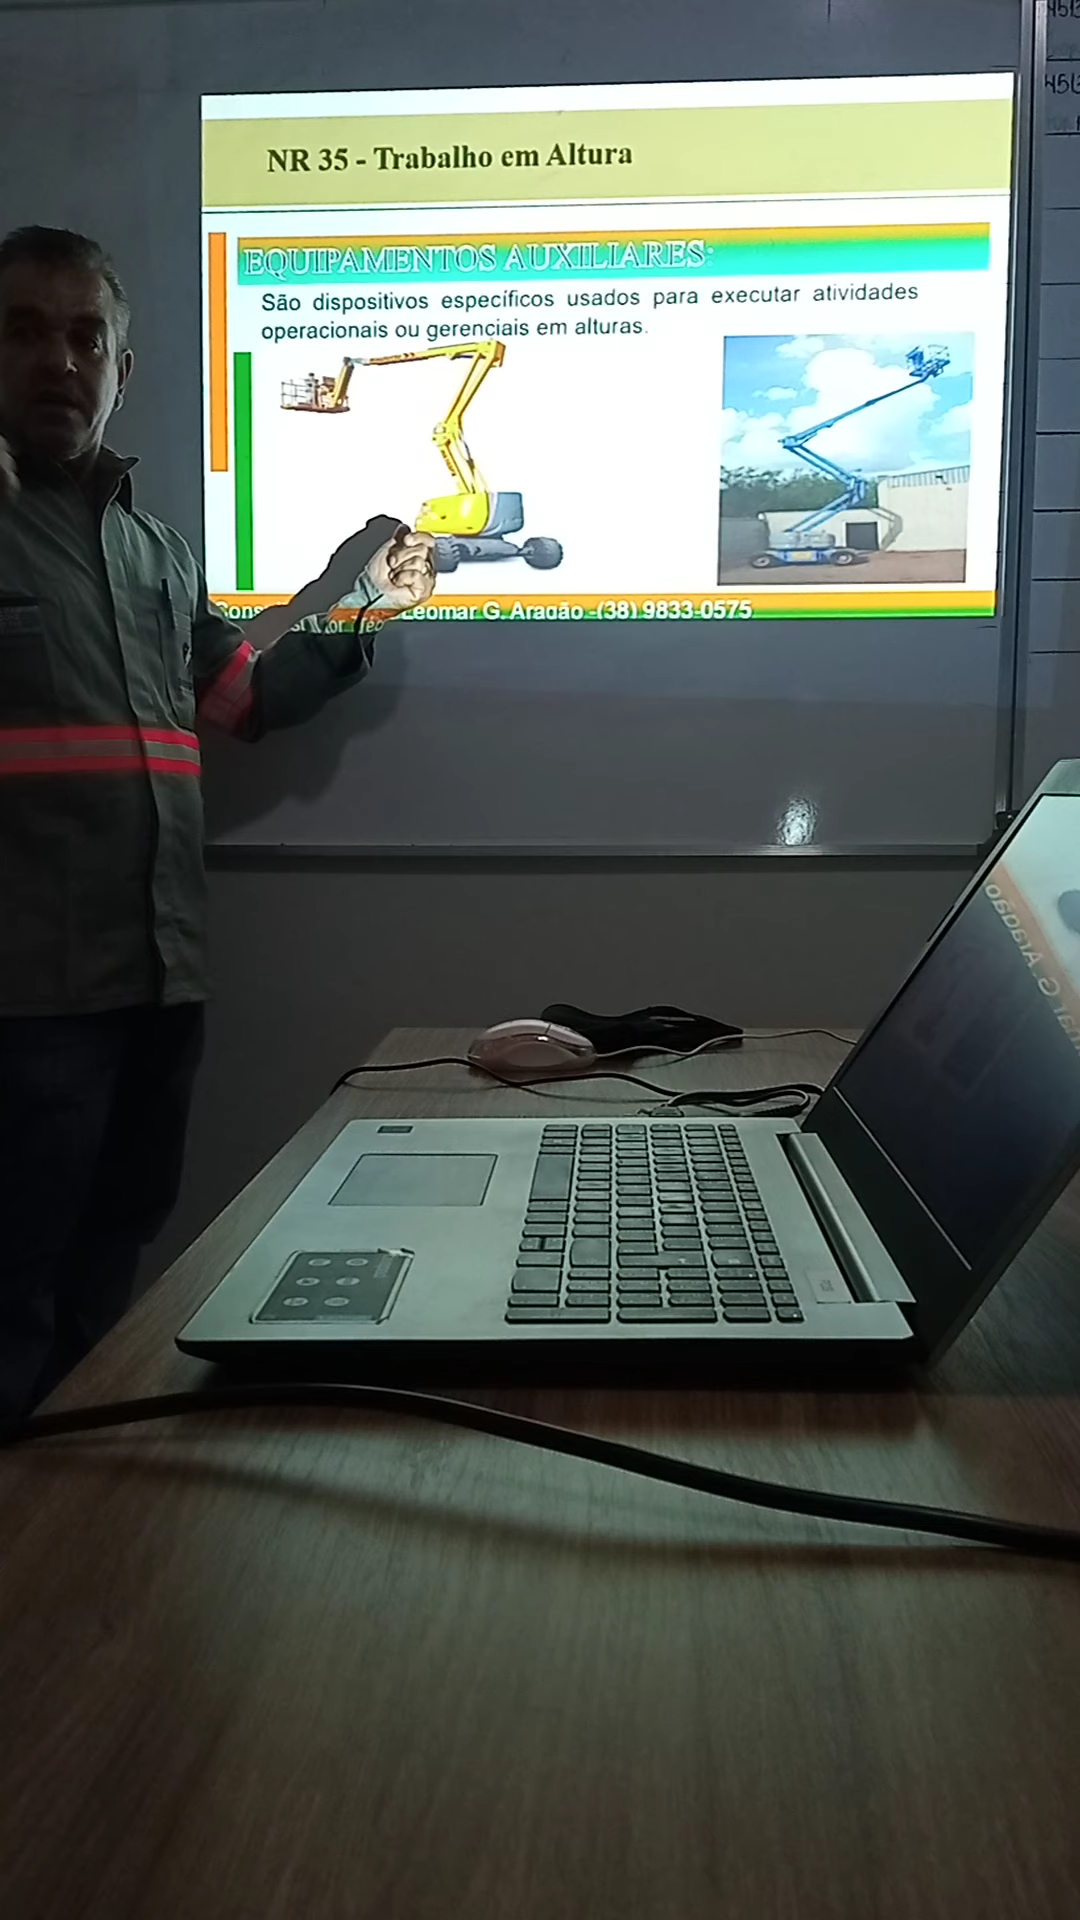 NR 35 - Trabalho em Altura
EQUIPAMENTOS AUXILIARES:
São dispositivos específicos usados para executar atividades
operacionais ou gerenciais em alturas.
Leomar G. Aragão -(38) 9833-0575